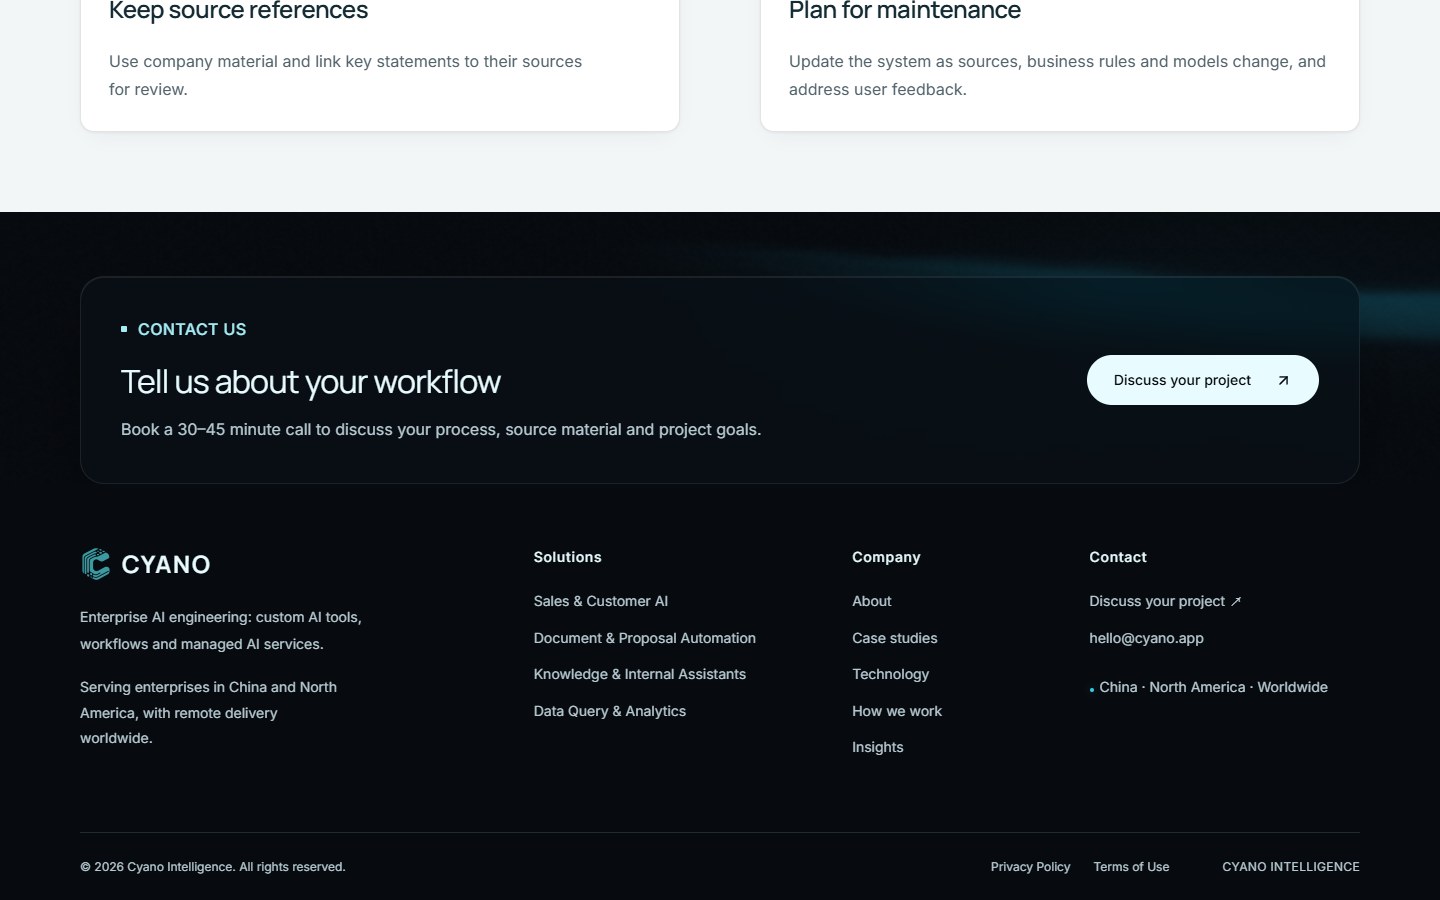 Keep source references
Use company material and link key statements to their sources
for review.
Plan for maintenance
Update the system as sources, business rules and models change, and
address user feedback.
CONTACT US
Tell us about your workflow
Book a 30–45 minute call to discuss your process, source material and project goals.
Discuss your project
CYANO
Enterprise AI engineering: custom AI tools,
workflows and managed AI services.
Serving enterprises in China and North
America, with remote delivery
worldwide.
Solutions
Sales & Customer AI
Document & Proposal Automation
Knowledge & Internal Assistants
Data Query & Analytics
Company
About
Case studies
Technology
How we work
Insights
Contact
Discuss your project ↗
hello@cyano.app
China · North America · Worldwide
© 2026 Cyano Intelligence. All rights reserved.
Privacy Policy
Terms of Use
CYANO INTELLIGENCE